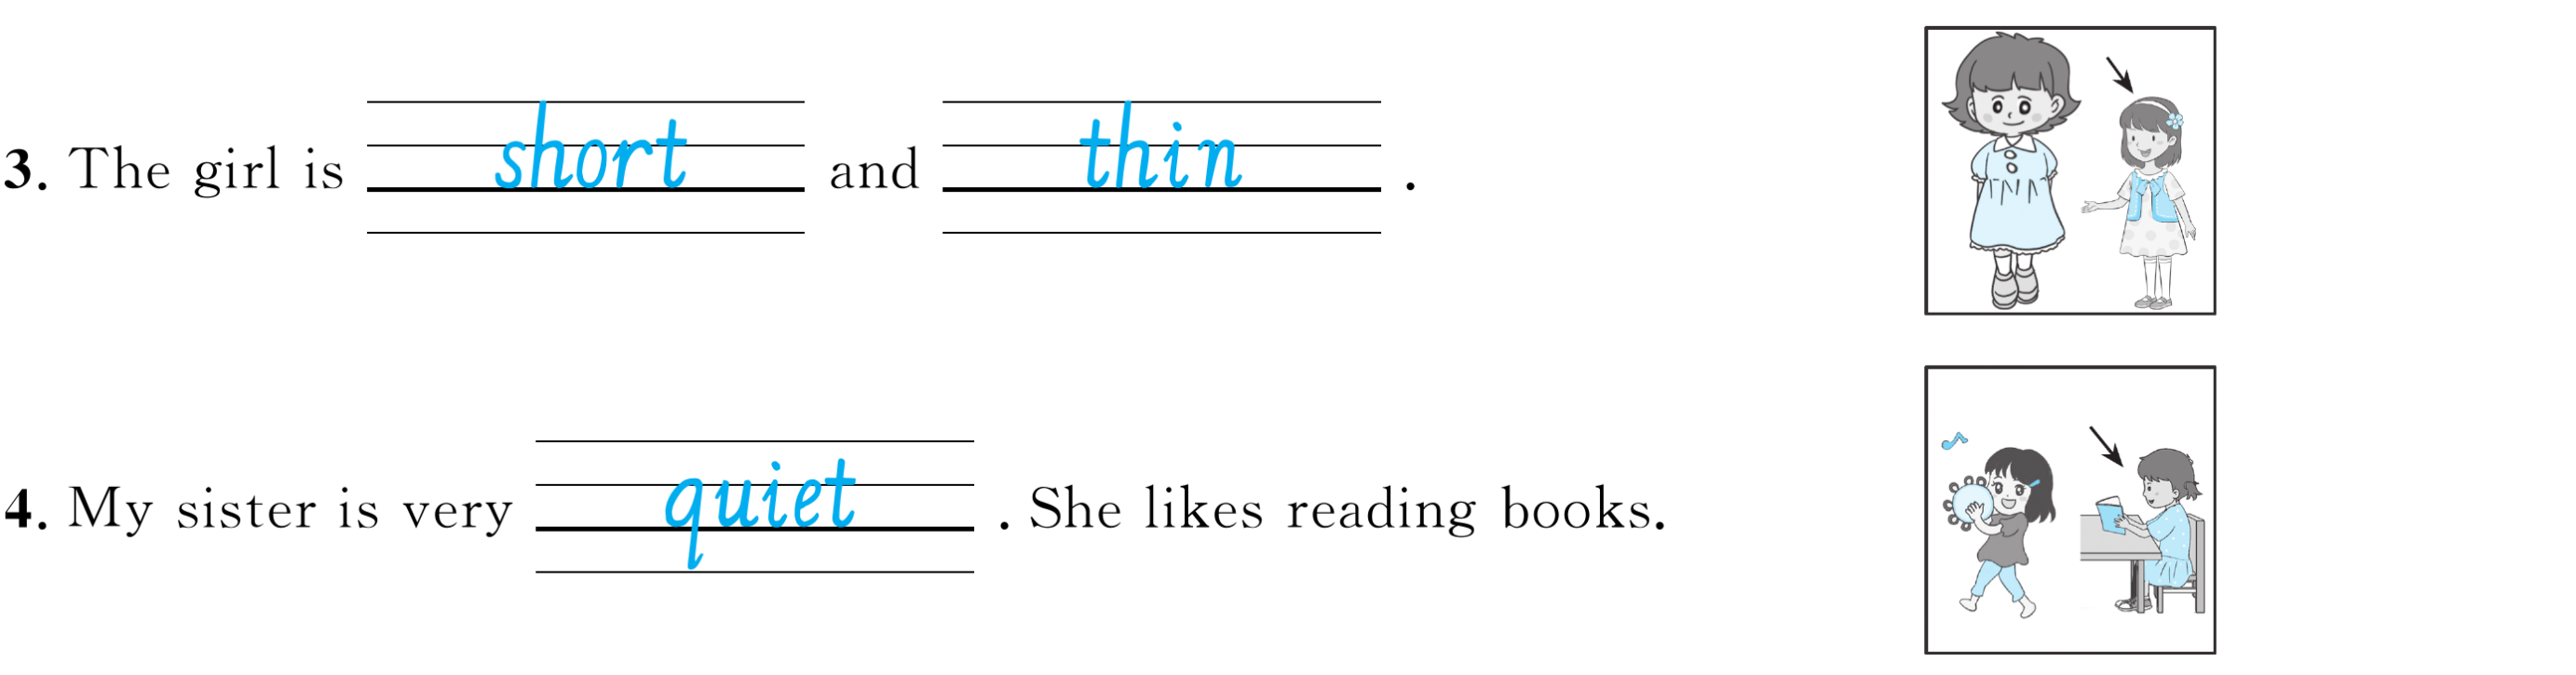 3. The girl is short and thin .
4. My sister is very quiet . She likes reading books.